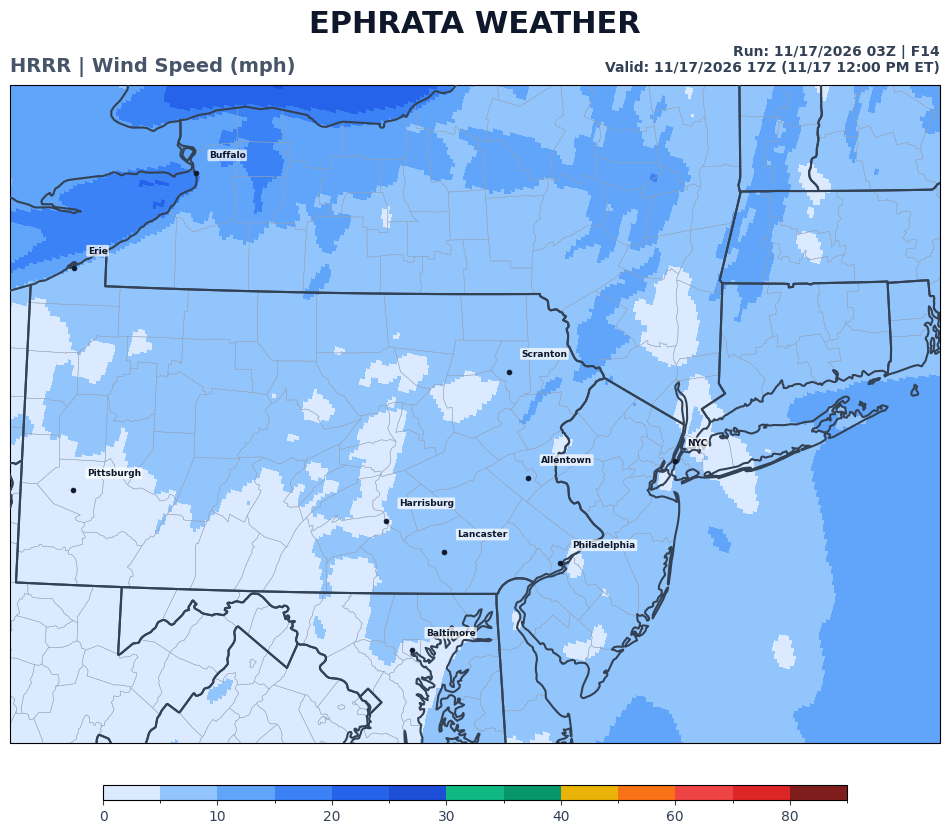 EPHRATA WEATHER
HRRR | Wind Speed (mph)
Run: 11/17/2026 03Z | F14
Valid: 11/17/2026 17Z (11/17 12:00 PM ET)
Buffalo
Erie
Scranton
NYC
Allentown
Pittsburgh
Harrisburg
Lancaster
Philadelphia
Baltimore
0 10 20 30 40 60 80